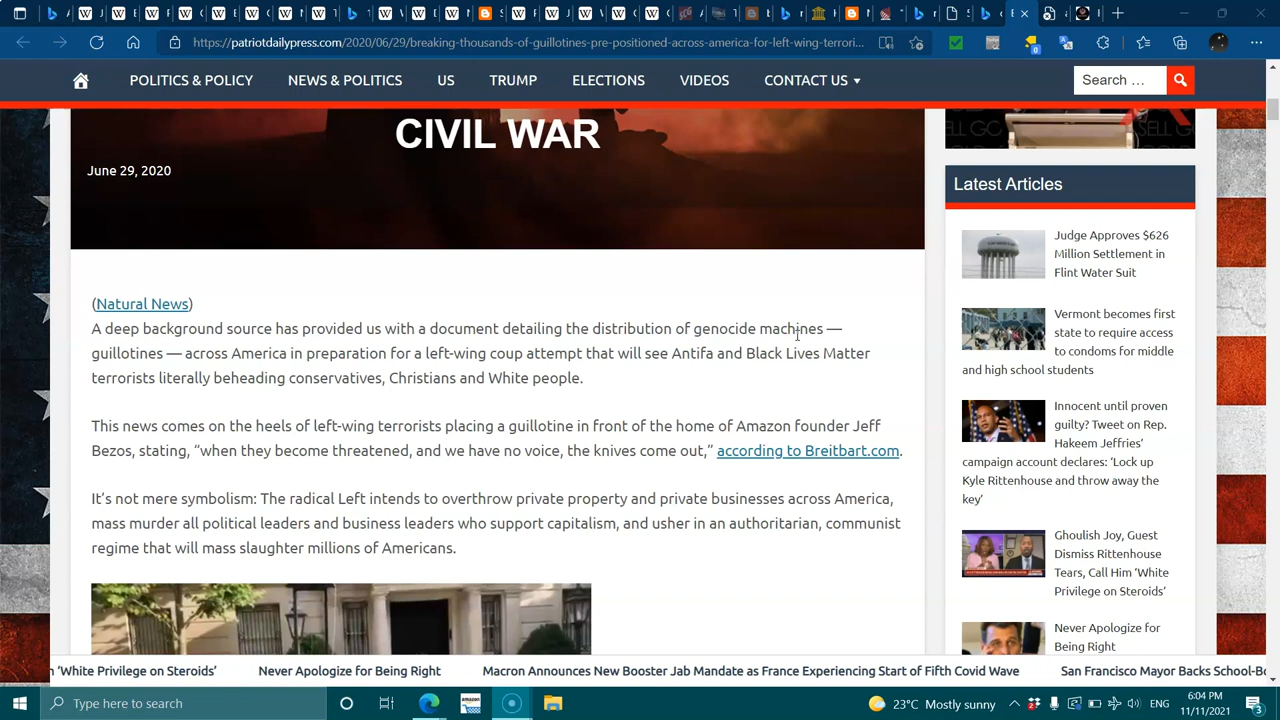 https://patriotdailypress.com/2020/06/29/breaking-thousands-of-guillotines-pre-positioned-across-america-for-left-wing-terrori...
POLITICS & POLICY NEWS & POLITICS US TRUMP ELECTIONS VIDEOS CONTACT US Search …
CIVIL WAR
June 29, 2020
(Natural News)
A deep background source has provided us with a document detailing the distribution of genocide machines —
guillotines — across America in preparation for a left-wing coup attempt that will see Antifa and Black Lives Matter
terrorists literally beheading conservatives, Christians and White people.
This news comes on the heels of left-wing terrorists placing a guillotine in front of the home of Amazon founder Jeff
Bezos, stating, “when they become threatened, and we have no voice, the knives come out,” according to Breitbart.com.
It’s not mere symbolism: The radical Left intends to overthrow private property and private businesses across America,
mass murder all political leaders and business leaders who support capitalism, and usher in an authoritarian, communist
regime that will mass slaughter millions of Americans.
SELL GO
Latest Articles
Judge Approves $626
Million Settlement in
Flint Water Suit
Vermont becomes first
state to require access
to condoms for middle
and high school students
Innocent until proven
guilty? Tweet on Rep.
Hakeem Jeffries’
campaign account declares: ‘Lock up
Kyle Rittenhouse and throw away the
key’
Ghoulish Joy, Guest
Dismiss Rittenhouse
Tears, Call Him ‘White
Privilege on Steroids’
Never Apologize for
Being Right
‘White Privilege on Steroids’ Never Apologize for Being Right Macron Announces New Booster Jab Mandate as France Experiencing Start of Fifth Covid Wave San Francisco Mayor Backs School-Bo
Type here to search
amazon
23°C Mostly sunny
ENG
6:04 PM
11/11/2021
3